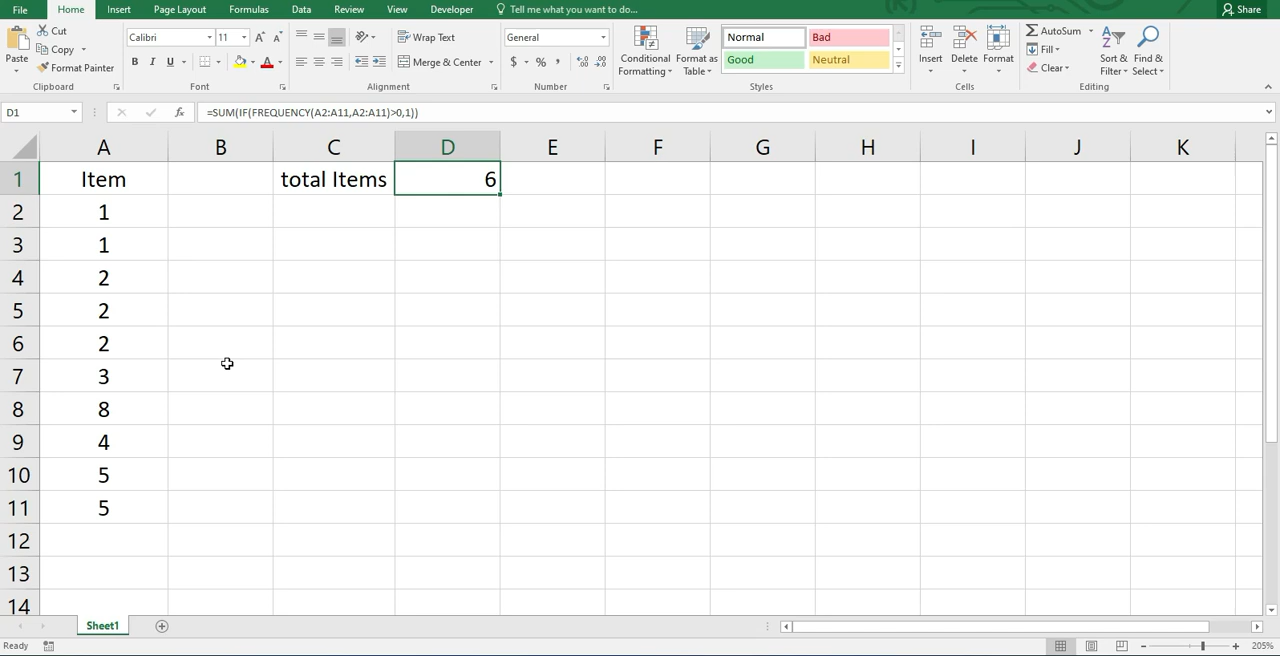 File Home Insert Page Layout Formulas Data Review View Developer Tell me what you want to do... Share
Paste Cut Copy Format Painter
Clipboard
Calibri 11 A A
B I U A
Font
Wrap Text
Merge & Center
Alignment
General
$ % , .0 .00 .00 .0
Number
Conditional Formatting
Format as Table
Normal Bad
Good Neutral
Styles
Insert Delete Format
Cells
AutoSum
Fill
Clear
Sort & Filter
Find & Select
Editing
D1 fx =SUM(IF(FREQUENCY(A2:A11,A2:A11)>0,1))
A B C D E F G H I J K
1 Item total Items 6
2 1
3 1
4 2
5 2
6 2
7 3
8 8
9 4
10 5
11 5
12
13
14
Sheet1
Ready 205%